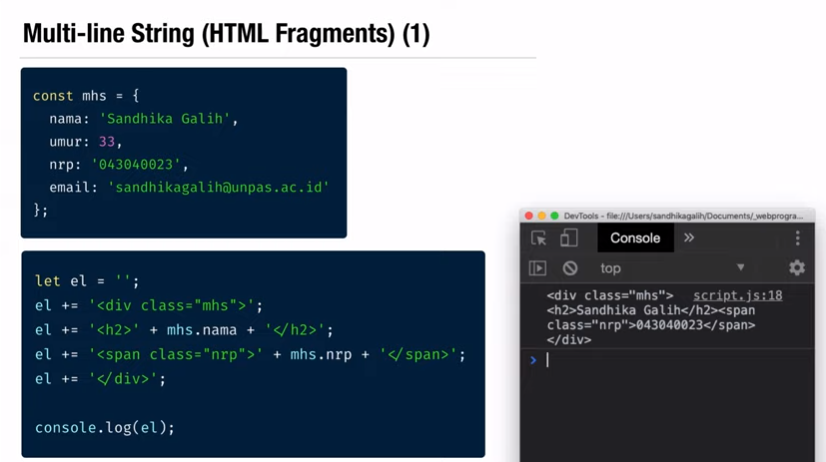 Multi-line String (HTML Fragments) (1)
const mhs = {
  nama: 'Sandhika Galih',
  umur: 33,
  nrp: '043040023',
  email: 'sandhikagalih@unpas.ac.id'
};
let el = '';
el += '<div class="mhs">';
el += '<h2>' + mhs.nama + '</h2>';
el += '<span class="nrp">' + mhs.nrp + '</span>';
el += '</div>';
console.log(el);
DevTools - file:///Users/sandhikagalih/Documents/_webprogra...
Console »
top ▼
<div class="mhs"> script.js:18
<h2>Sandhika Galih</h2><span
class="nrp">043040023</span>
</div>
>